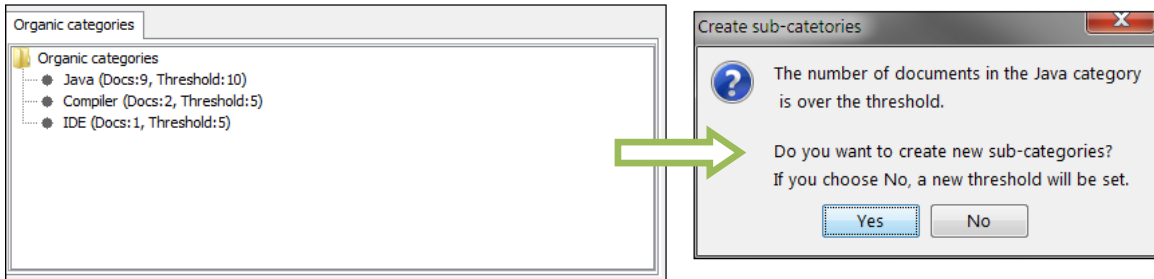 Organic categories
Organic categories
Java (Docs:9, Threshold:10)
Compiler (Docs:2, Threshold:5)
IDE (Docs:1, Threshold:5)
Create sub-catetories
The number of documents in the Java category
is over the threshold.
Do you want to create new sub-categories?
If you choose No, a new threshold will be set.
Yes
No